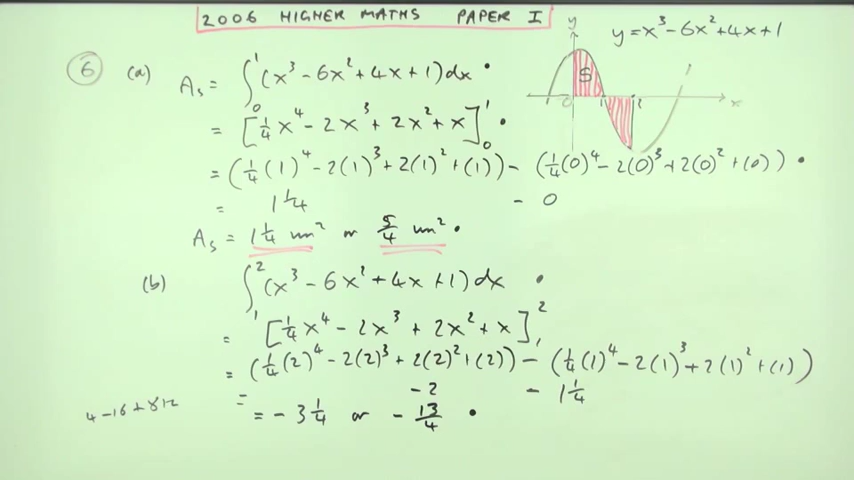 2006 HIGHER MATHS PAPER I
y = x³ - 6x² + 4x + 1
y
S
0 1 2 x
6 (a) Aₛ = ∫₀¹ (x³ - 6x² + 4x + 1) dx •
= [¼x⁴ - 2x³ + 2x² + x]₀¹ •
= (¼(1)⁴ - 2(1)³ + 2(1)² + (1)) - (¼(0)⁴ - 2(0)³ + 2(0)² + (0)) •
= 1¼ - 0
Aₛ = 1¼ un² or 5/4 un² •
(b) ∫₁² (x³ - 6x² + 4x + 1) dx •
= [¼x⁴ - 2x³ + 2x² + x]₁²
= (¼(2)⁴ - 2(2)³ + 2(2)² + (2)) - (¼(1)⁴ - 2(1)³ + 2(1)² + (1))
= -2 - 1¼
4 - 16 + 8 + 2
= - 3¼ or - 13/4 •